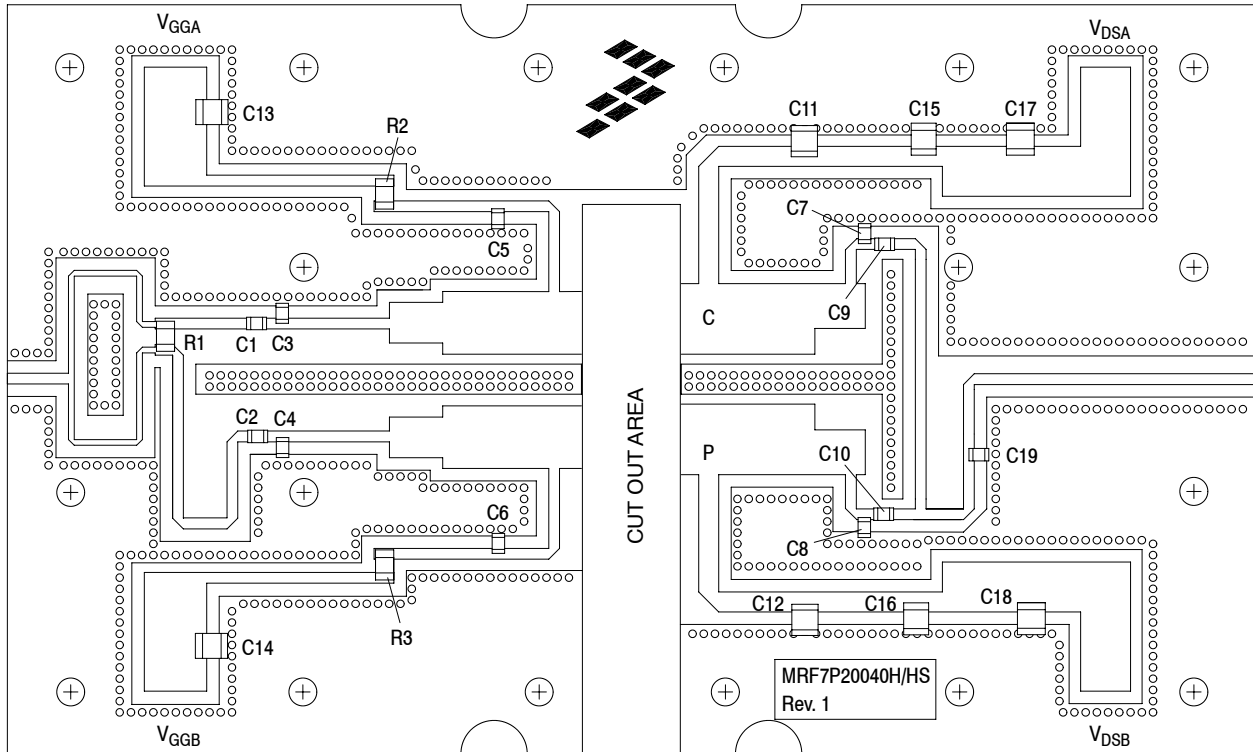 VGGA
VDSA
C13
R2
C11
C15
C17
C5
C7
C9
R1
C1
C3
C
C2
C4
CUT OUT AREA
P
C10
C19
C6
C8
R3
C12
C16
C18
C14
MRF7P20040H/HS
Rev. 1
VGGB
VDSB